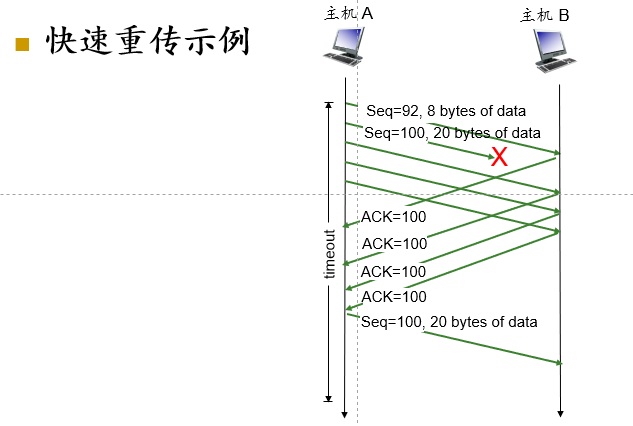 快速重传示例
主机 A
主机 B
Seq=92, 8 bytes of data
Seq=100, 20 bytes of data
X
ACK=100
ACK=100
ACK=100
ACK=100
timeout
Seq=100, 20 bytes of data